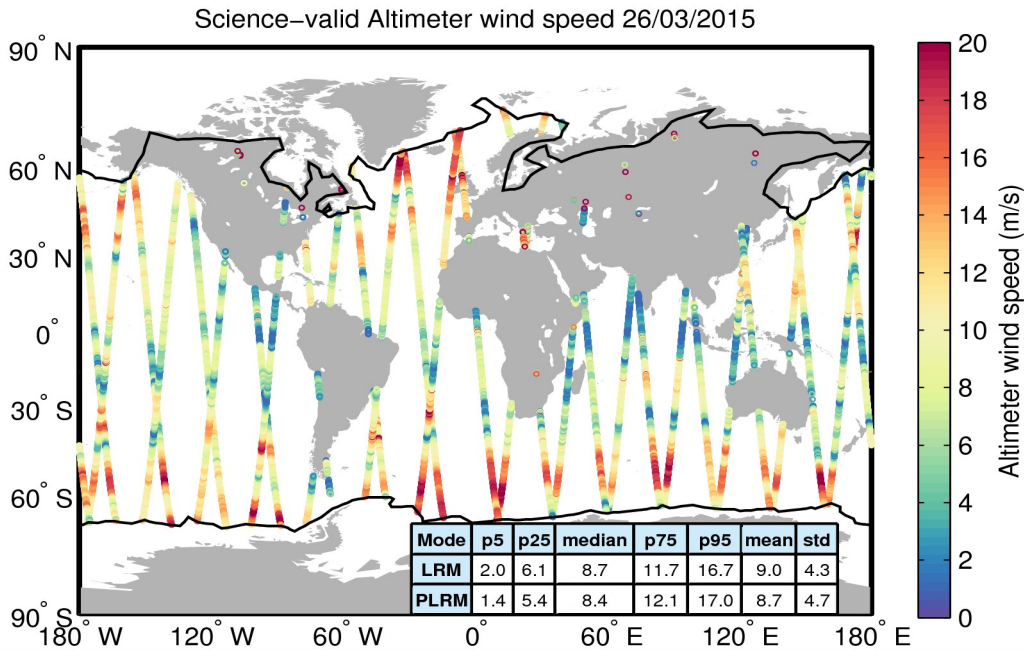 Science−valid Altimeter wind speed 26/03/2015
90° N
60° N
30° N
0°
30° S
60° S
90° S
180° W
120° W
60° W
0°
60° E
120° E
180° E
Mode p5 p25 median p75 p95 mean std
LRM 2.0 6.1 8.7 11.7 16.7 9.0 4.3
PLRM 1.4 5.4 8.4 12.1 17.0 8.7 4.7
20
18
16
14
12
10
8
6
4
2
0
Altimeter wind speed (m/s)